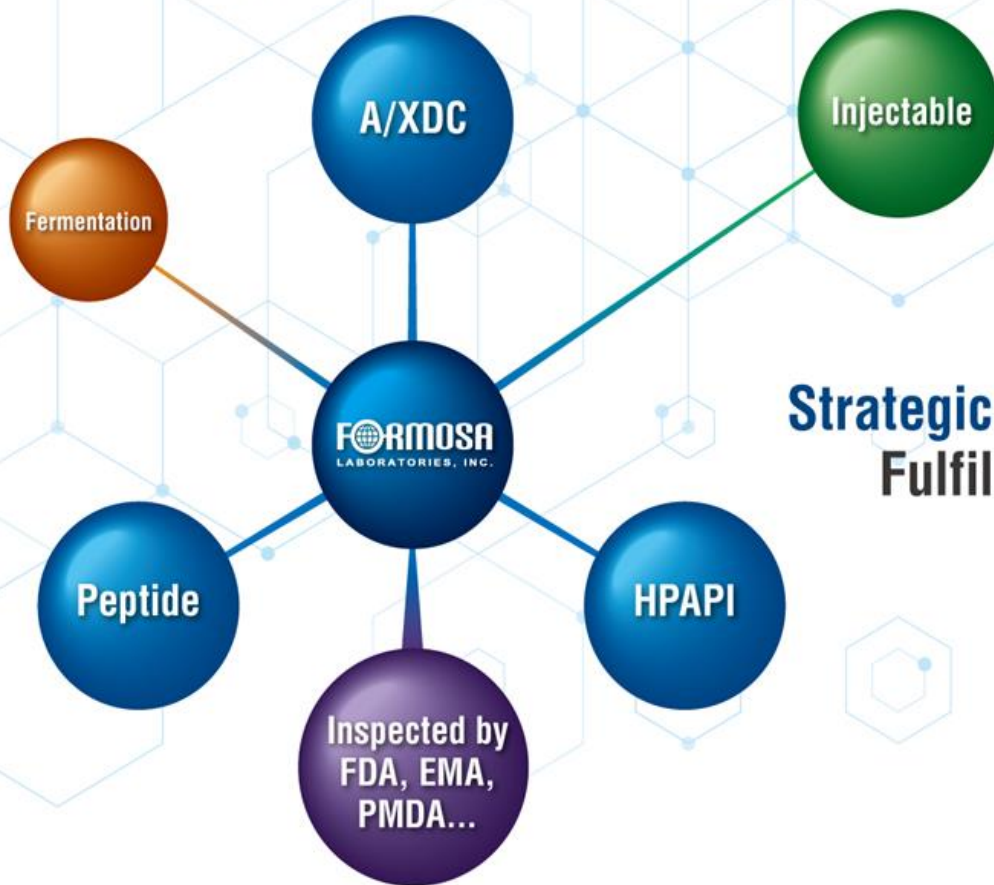 A/XDC
Injectable
Fermentation
FORMOSA
LABORATORIES, INC.
Strategic
Fulfil
Peptide
HPAPI
Inspected by
FDA, EMA,
PMDA...